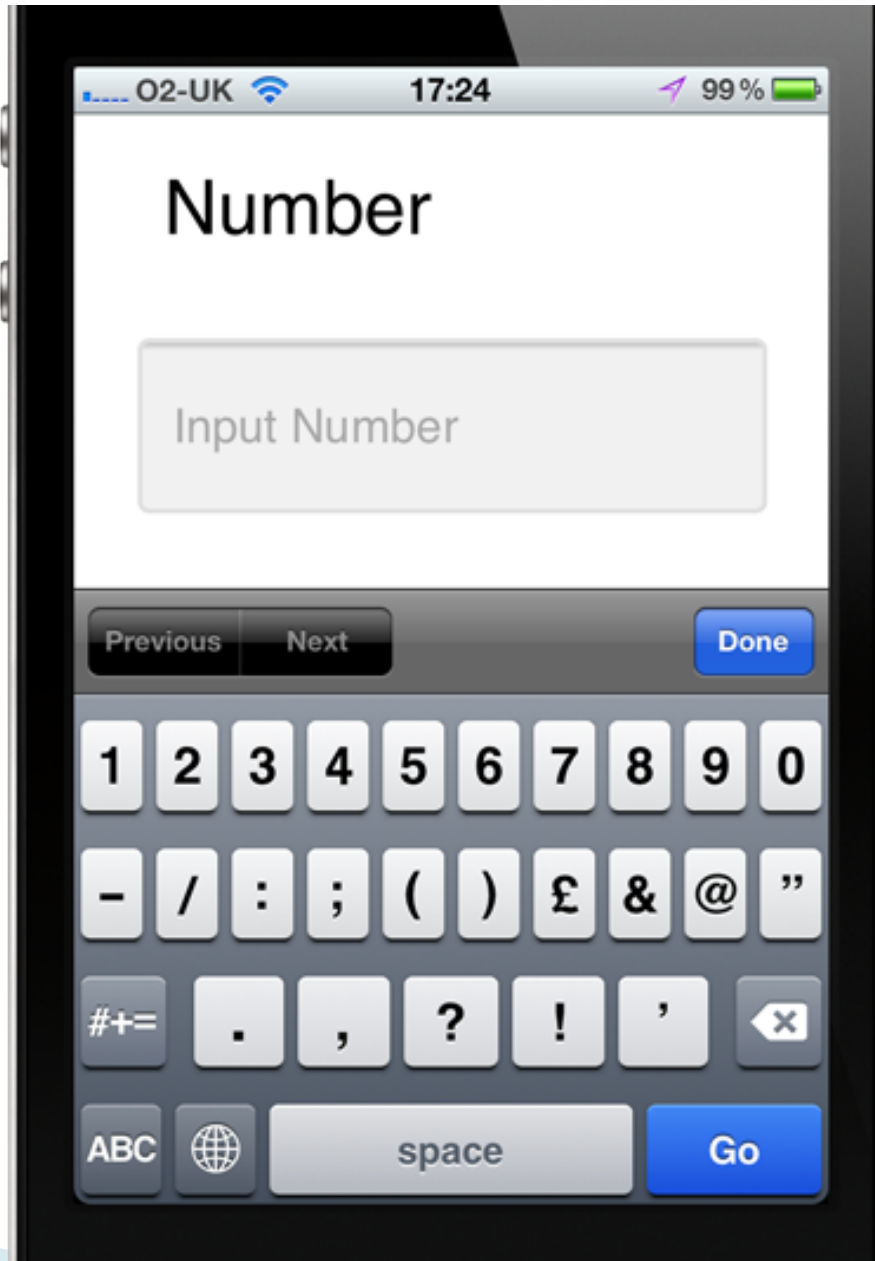 O2-UK 17:24 99%
Number
Input Number
Previous Next Done
1 2 3 4 5 6 7 8 9 0
- / : ; ( ) £ & @ ”
#+= . , ? ! ’
ABC space Go